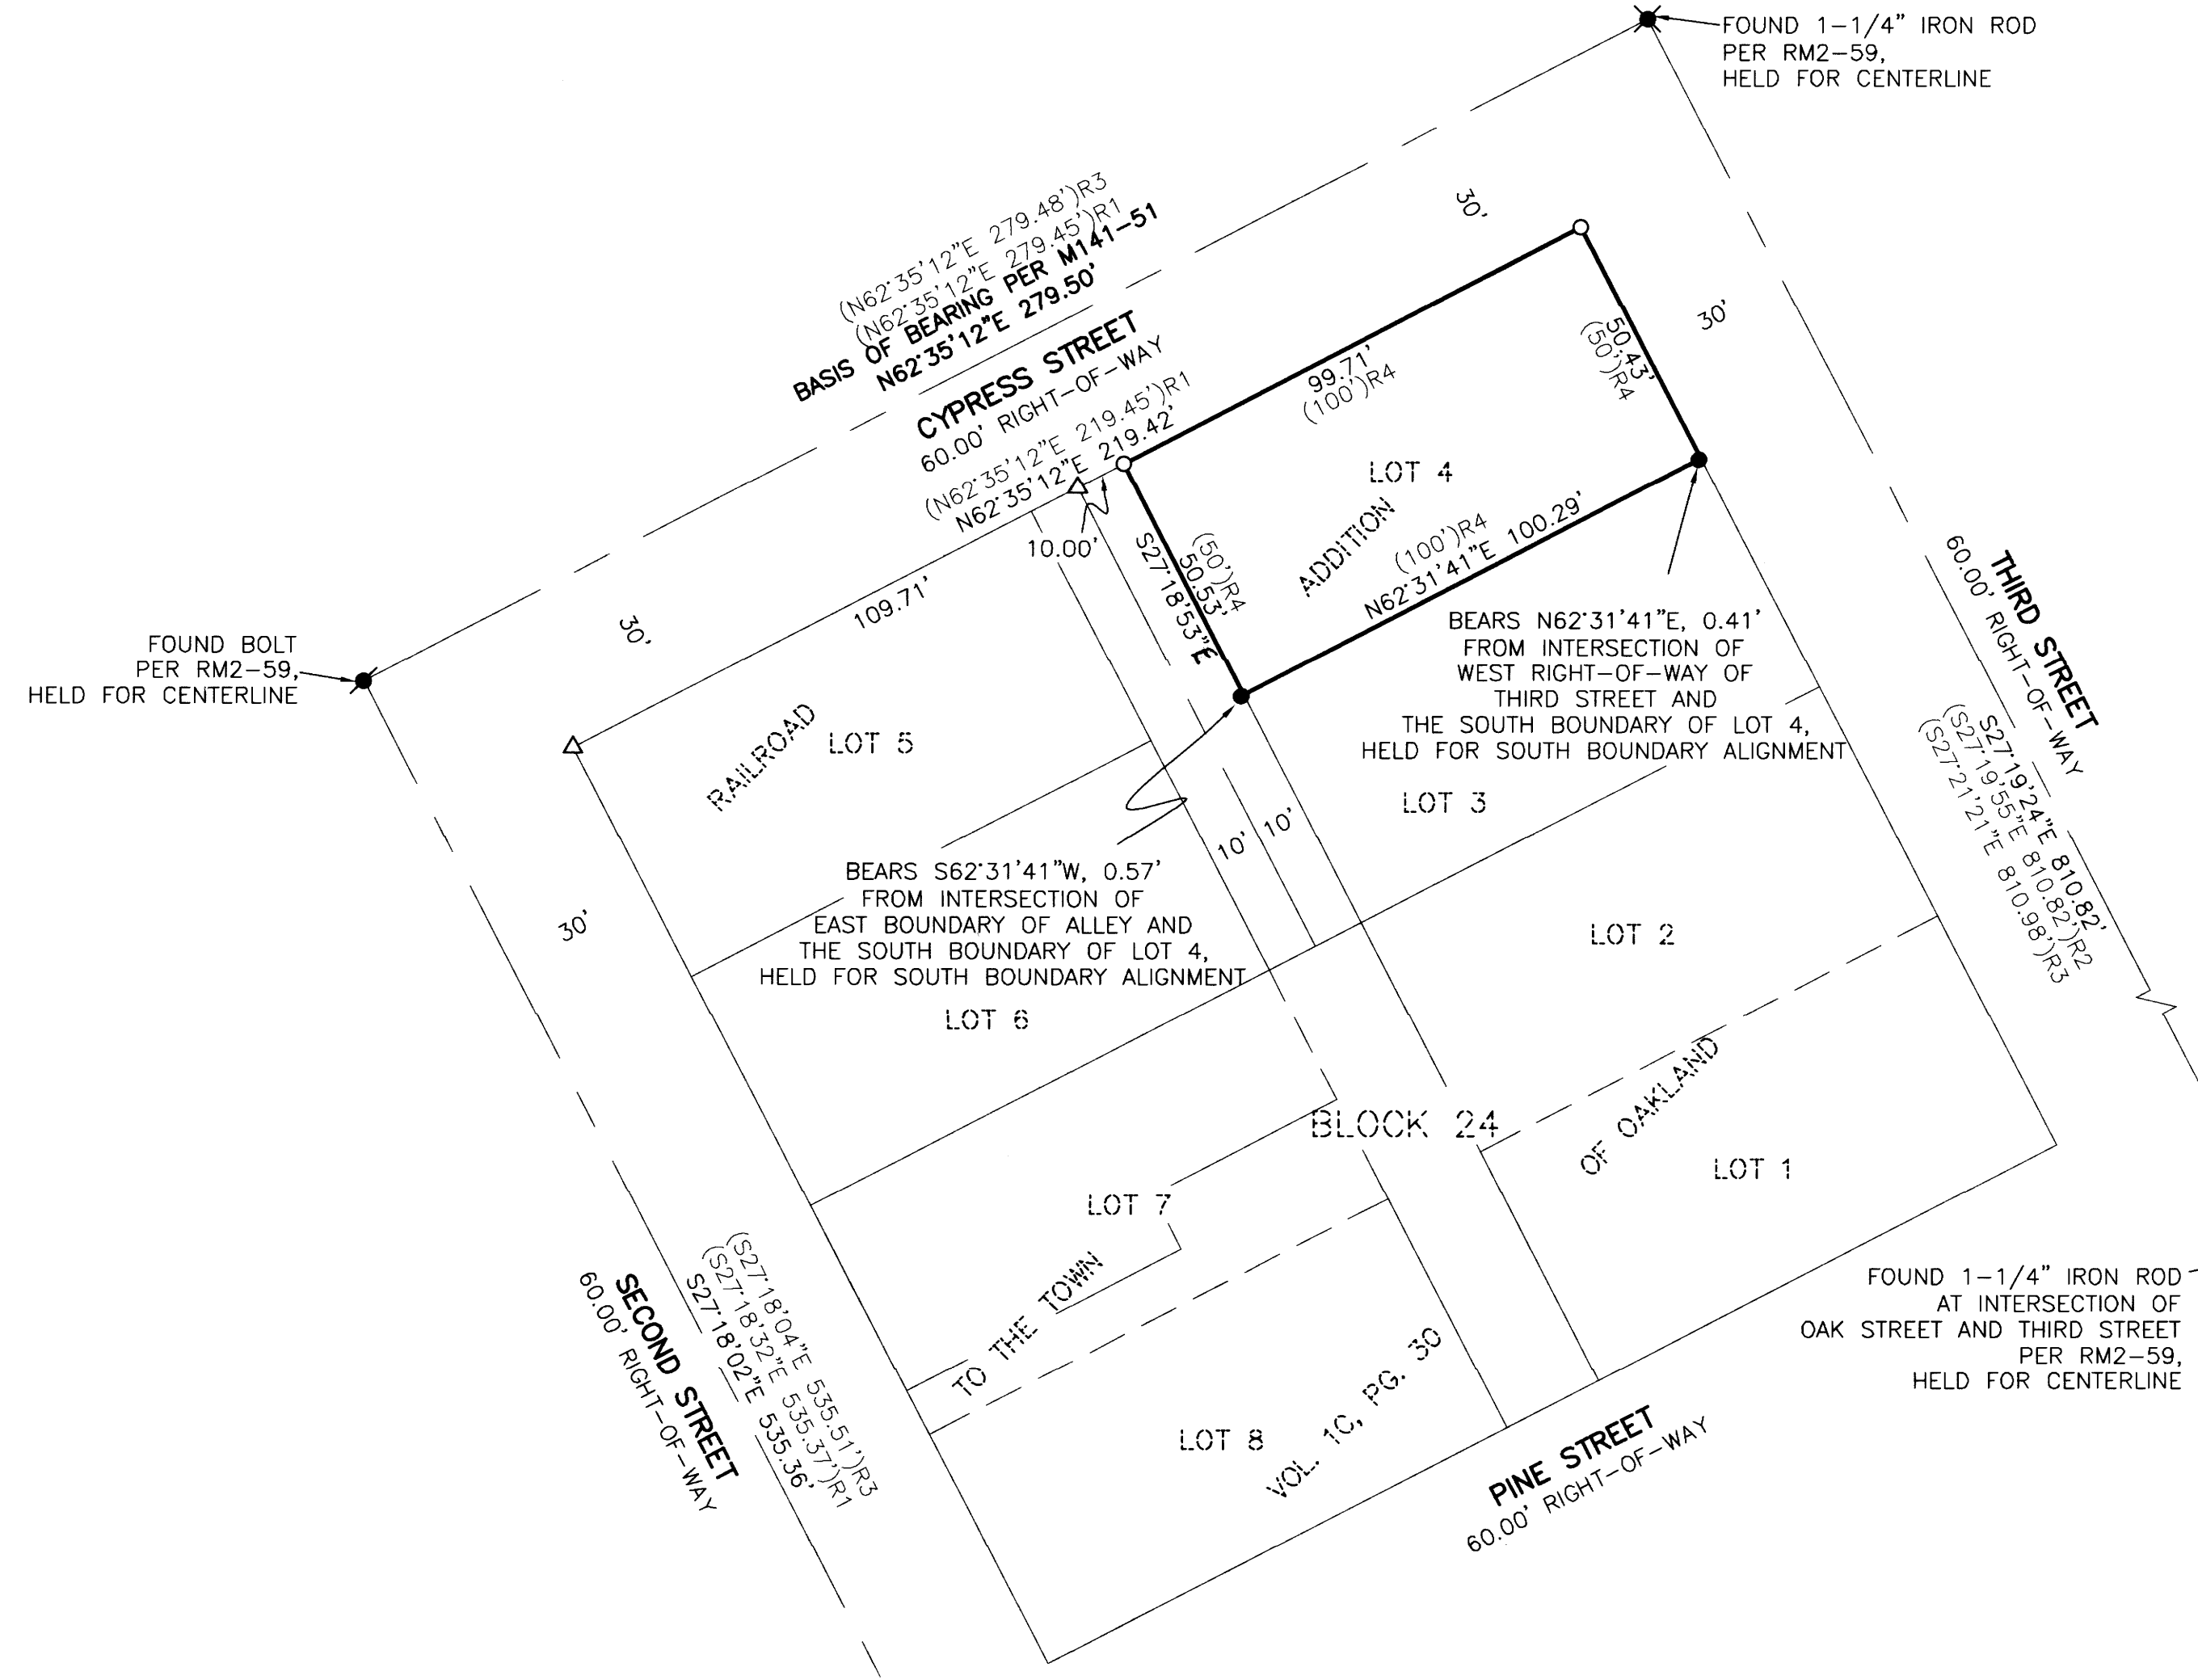 FOUND 1-1/4" IRON ROD
PER RM2-59,
HELD FOR CENTERLINE
(N62°35'12"E 279.48')R3
(N62°35'12"E 279.45')R1
BASIS OF BEARING PER M141-51
N62°35'12"E 279.50'
CYPRESS STREET
60.00' RIGHT-OF-WAY
(N62°35'12"E 219.45')R1
N62°35'12"E 219.42'
30'
30'
99.71'
(100')R4
50.43'
(50')R4
LOT 4
ADDITION
(100')R4
N62°31'41"E 100.29'
(50')R4
50.53'
S27°18'53"E
10.00'
109.71'
30'
FOUND BOLT
PER RM2-59,
HELD FOR CENTERLINE
RAILROAD
LOT 5
BEARS N62°31'41"E, 0.41'
FROM INTERSECTION OF
WEST RIGHT-OF-WAY OF
THIRD STREET AND
THE SOUTH BOUNDARY OF LOT 4,
HELD FOR SOUTH BOUNDARY ALIGNMENT
THIRD STREET
60.00' RIGHT-OF-WAY
S27°19'24"E 810.82'
(S27°19'55"E 810.82')R2
(S27°21'21"E 810.98')R3
LOT 3
10'
10'
BEARS S62°31'41"W, 0.57'
FROM INTERSECTION OF
EAST BOUNDARY OF ALLEY AND
THE SOUTH BOUNDARY OF LOT 4,
HELD FOR SOUTH BOUNDARY ALIGNMENT
30'
LOT 2
LOT 6
BLOCK 24
OF OAKLAND
LOT 1
LOT 7
TO THE TOWN
(S27°18'04"E 535.51')R3
(S27°18'32"E 535.37')R1
S27°18'02"E 535.36'
SECOND STREET
60.00' RIGHT-OF-WAY
FOUND 1-1/4" IRON ROD
AT INTERSECTION OF
OAK STREET AND THIRD STREET
PER RM2-59,
HELD FOR CENTERLINE
LOT 8
VOL. 1C, PG. 30
PINE STREET
60.00' RIGHT-OF-WAY